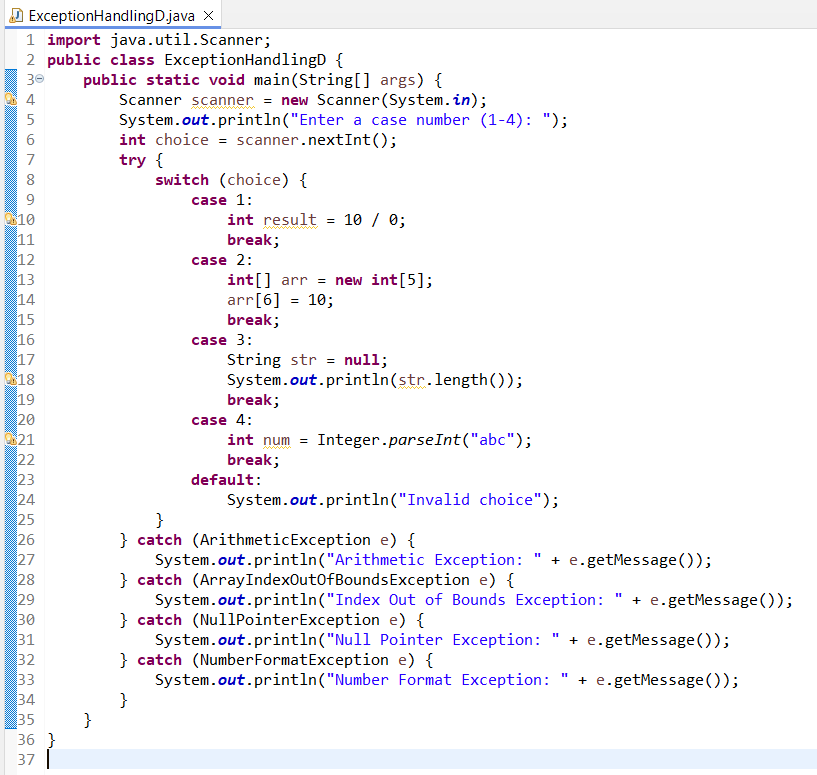 ExceptionHandlingD.java
1 import java.util.Scanner;
2 public class ExceptionHandlingD {
3 public static void main(String[] args) {
4 Scanner scanner = new Scanner(System.in);
5 System.out.println("Enter a case number (1-4): ");
6 int choice = scanner.nextInt();
7 try {
8 switch (choice) {
9 case 1:
10 int result = 10 / 0;
11 break;
12 case 2:
13 int[] arr = new int[5];
14 arr[6] = 10;
15 break;
16 case 3:
17 String str = null;
18 System.out.println(str.length());
19 break;
20 case 4:
21 int num = Integer.parseInt("abc");
22 break;
23 default:
24 System.out.println("Invalid choice");
25 }
26 } catch (ArithmeticException e) {
27 System.out.println("Arithmetic Exception: " + e.getMessage());
28 } catch (ArrayIndexOutOfBoundsException e) {
29 System.out.println("Index Out of Bounds Exception: " + e.getMessage());
30 } catch (NullPointerException e) {
31 System.out.println("Null Pointer Exception: " + e.getMessage());
32 } catch (NumberFormatException e) {
33 System.out.println("Number Format Exception: " + e.getMessage());
34 }
35 }
36 }
37